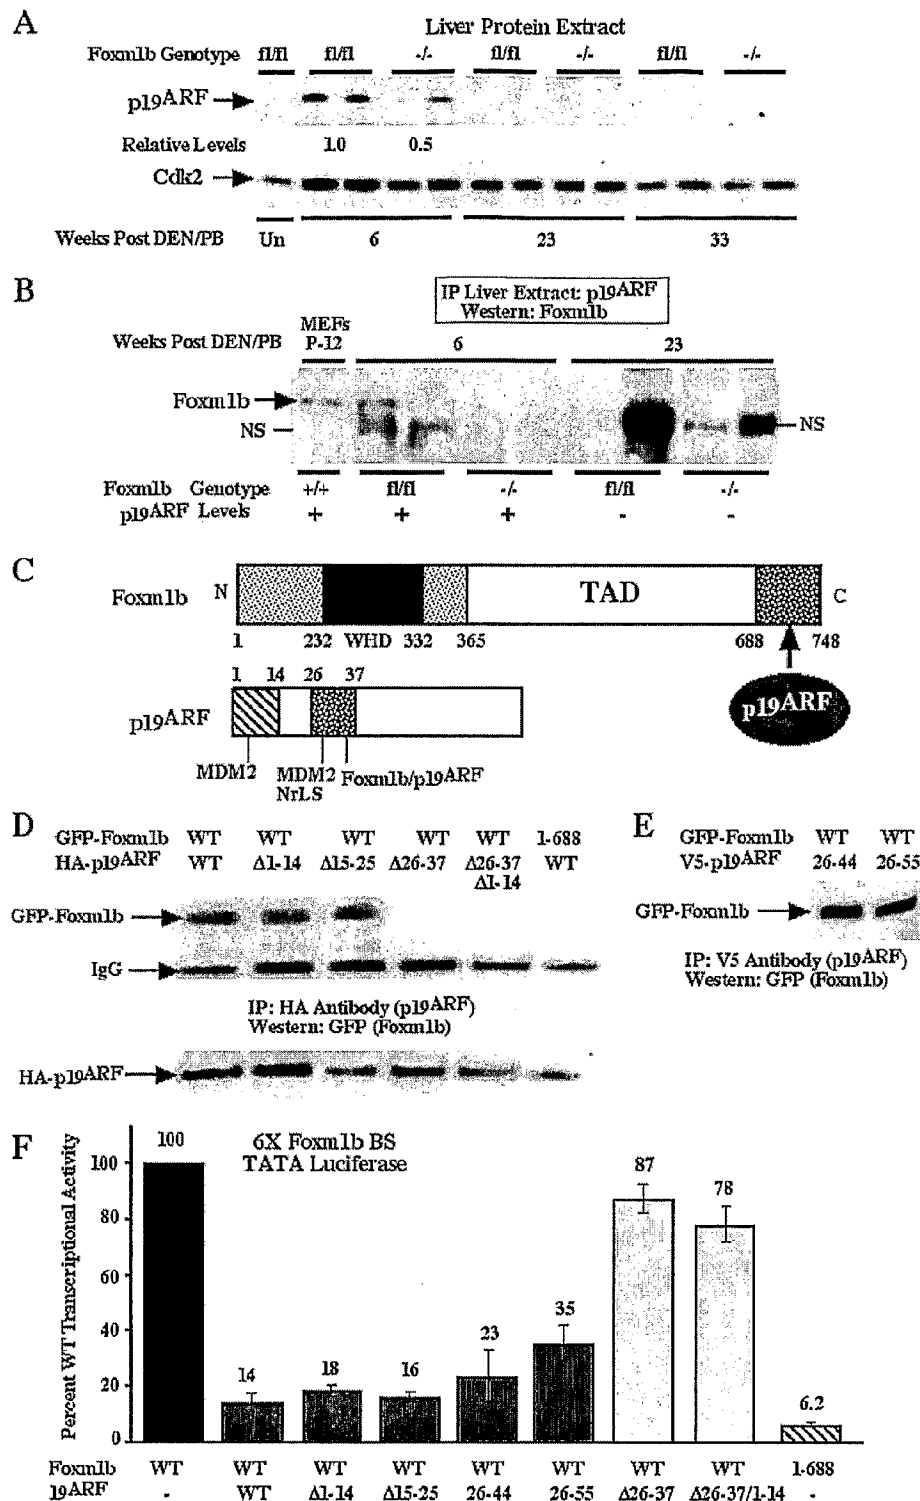 A
Liver Protein Extract
Foxm1b Genotype fl/fl fl/fl -/- fl/fl -/- fl/fl -/-
p19ARF
Relative Levels 1.0 0.5
Cdk2
Weeks Post DEN/PB Un 6 23 33
B
IP Liver Extract: p19ARF
Western: Foxm1b
MEFs
Weeks Post DEN/PB P-12 6 23
Foxm1b
NS NS
Foxm1b Genotype +/+ fl/fl -/- fl/fl -/-
p19ARF Levels + + + - -
C
Foxm1b N TAD C
1 232 WHD 332 365 688 748
1 14 26 37
p19ARF p19ARF
MDM2 MDM2 Foxm1b/p19ARF
NrLS
D
GFP-Foxm1b WT WT WT WT WT 1-688
HA-p19ARF WT Δ1-14 Δ15-25 Δ26-37 Δ26-37 WT
Δ1-14
GFP-Foxm1b
IgG
IP: HA Antibody (p19ARF)
Western: GFP (Foxm1b)
HA-p19ARF
E
GFP-Foxm1b WT WT
V5-p19ARF 26-44 26-55
GFP-Foxm1b
IP: V5 Antibody (p19ARF)
Western: GFP (Foxm1b)
F
6X Foxm1b BS
TATA Luciferase
Percent WT Transcriptional Activity
100
80
60
40
20
0
100 14 18 16 23 35 87 78 6.2
Foxm1b WT WT WT WT WT WT WT WT 1-688
19ARF - WT Δ1-14 Δ15-25 26-44 26-55 Δ26-37 Δ26-37/1-14 -